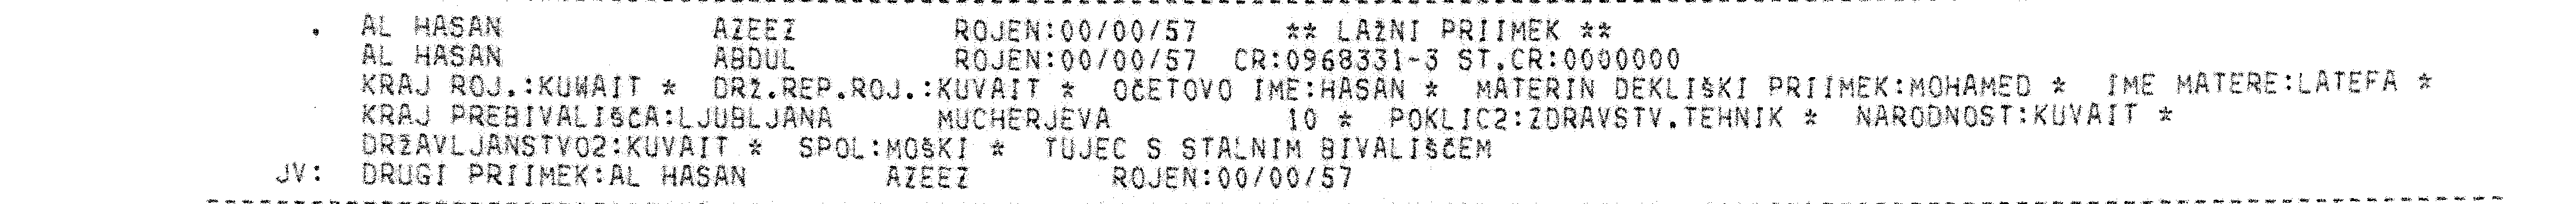 . AL HASAN AZEEZ ROJEN:00/00/57 ** LAŽNI PRIIMEK **
AL HASAN ABDUL ROJEN:00/00/57 CR:0968331-3 ST.CR:0000000
KRAJ ROJ.:KUWAIT * DRŽ.REP.ROJ.:KUVAIT * OČETOVO IME:HASAN * MATERIN DEKLIŠKI PRIIMEK:MOHAMED * IME MATERE:LATEFA *
KRAJ PREBIVALIŠČA:LJUBLJANA MUCHERJEVA 10 * POKLIC2:ZDRAVSTV.TEHNIK * NARODNOST:KUVAIT *
DRŽAVLJANSTVO2:KUVAIT * SPOL:MOŠKI * TUJEC S STALNIM BIVALIŠČEM
JV: DRUGI PRIIMEK:AL HASAN AZEEZ ROJEN:00/00/57